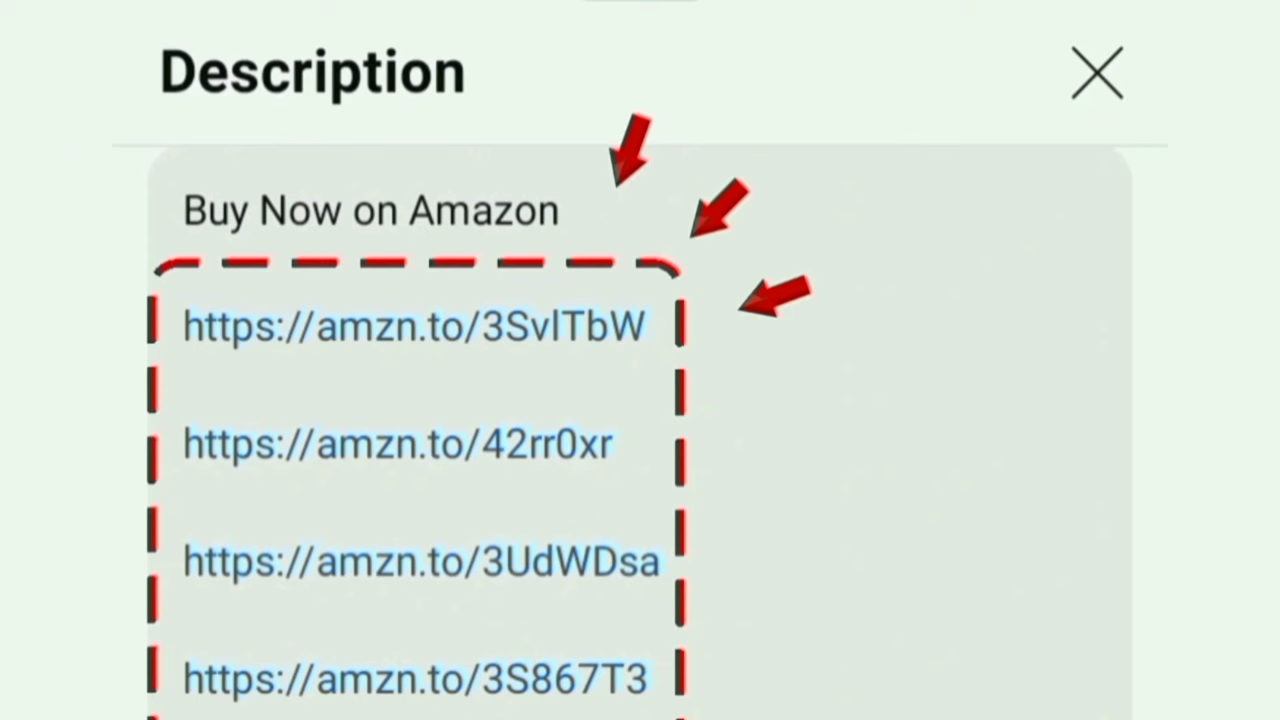 Description
Buy Now on Amazon
https://amzn.to/3SvlTbW
https://amzn.to/42rr0xr
https://amzn.to/3UdWDsa
https://amzn.to/3S867T3